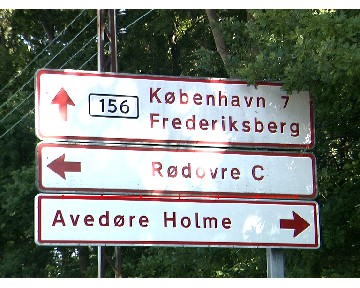 156 København 7
Frederiksberg
Rødovre C
Avedøre Holme